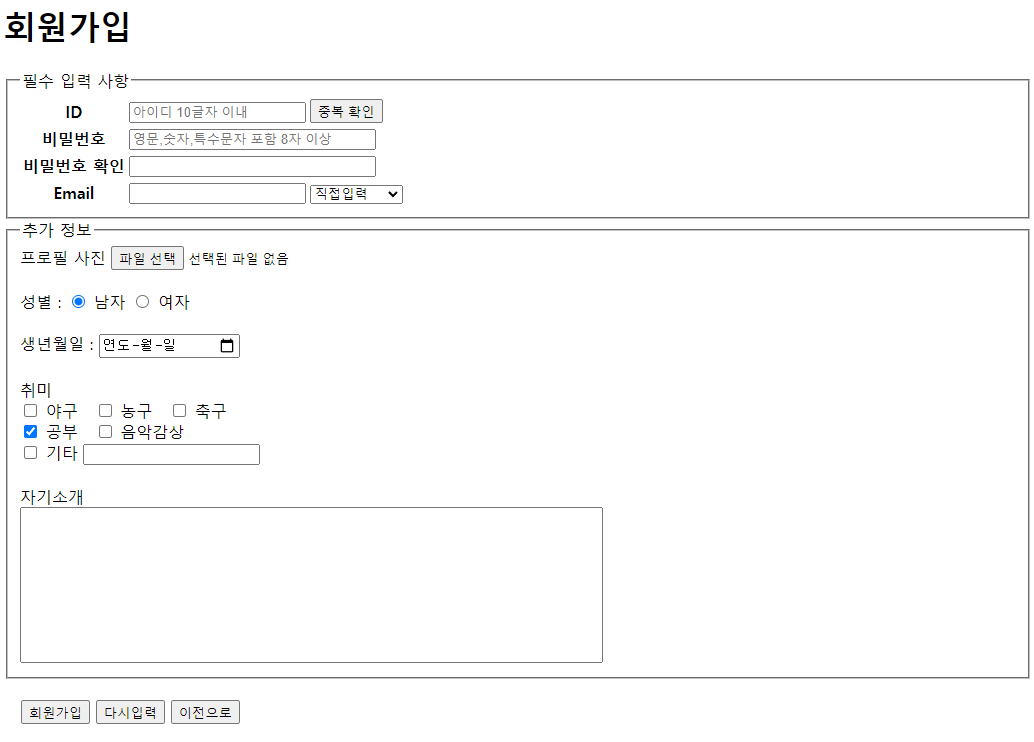 회원가입
필수 입력 사항
ID 아이디 10글자 이내 중복 확인
비밀번호 영문,숫자,특수문자 포함 8자 이상
비밀번호 확인
Email 직접입력
추가 정보
프로필 사진 파일 선택 선택된 파일 없음
성별 : 남자 여자
생년월일 : 연도-월-일
취미
야구 농구 축구
공부 음악감상
기타
자기소개
회원가입 다시입력 이전으로